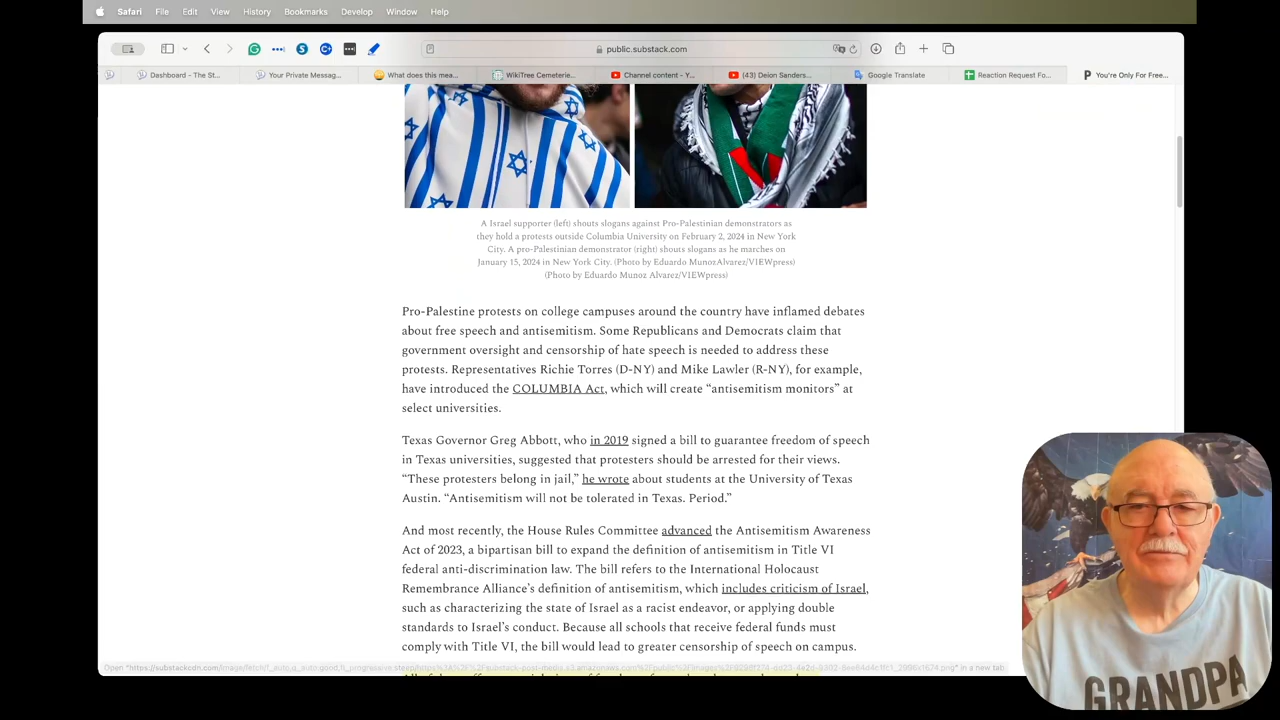 Safari File Edit View History Bookmarks Develop Window Help
public.substack.com
Dashboard - The St... Your Private Messag... What does this mea... WikiTree Cemeterie... Channel content - Y... (43) Deion Sanders... Google Translate Reaction Request Fo... You're Only For Free...
A Israel supporter (left) shouts slogans against Pro-Palestinian demonstrators as
they hold a protests outside Columbia University on February 2, 2024 in New York
City. A pro-Palestinian demonstrator (right) shouts slogans as he marches on
January 15, 2024 in New York City. (Photo by Eduardo MunozAlvarez/VIEWpress)
(Photo by Eduardo Munoz Alvarez/VIEWpress)
Pro-Palestine protests on college campuses around the country have inflamed debates
about free speech and antisemitism. Some Republicans and Democrats claim that
government oversight and censorship of hate speech is needed to address these
protests. Representatives Richie Torres (D-NY) and Mike Lawler (R-NY), for example,
have introduced the COLUMBIA Act, which will create “antisemitism monitors” at
select universities.
Texas Governor Greg Abbott, who in 2019 signed a bill to guarantee freedom of speech
in Texas universities, suggested that protesters should be arrested for their views.
“These protesters belong in jail,” he wrote about students at the University of Texas
Austin. “Antisemitism will not be tolerated in Texas. Period.”
And most recently, the House Rules Committee advanced the Antisemitism Awareness
Act of 2023, a bipartisan bill to expand the definition of antisemitism in Title VI
federal anti-discrimination law. The bill refers to the International Holocaust
Remembrance Alliance’s definition of antisemitism, which includes criticism of Israel,
such as characterizing the state of Israel as a racist endeavor, or applying double
standards to Israel’s conduct. Because all schools that receive federal funds must
comply with Title VI, the bill would lead to greater censorship of speech on campus.
GRANDPA